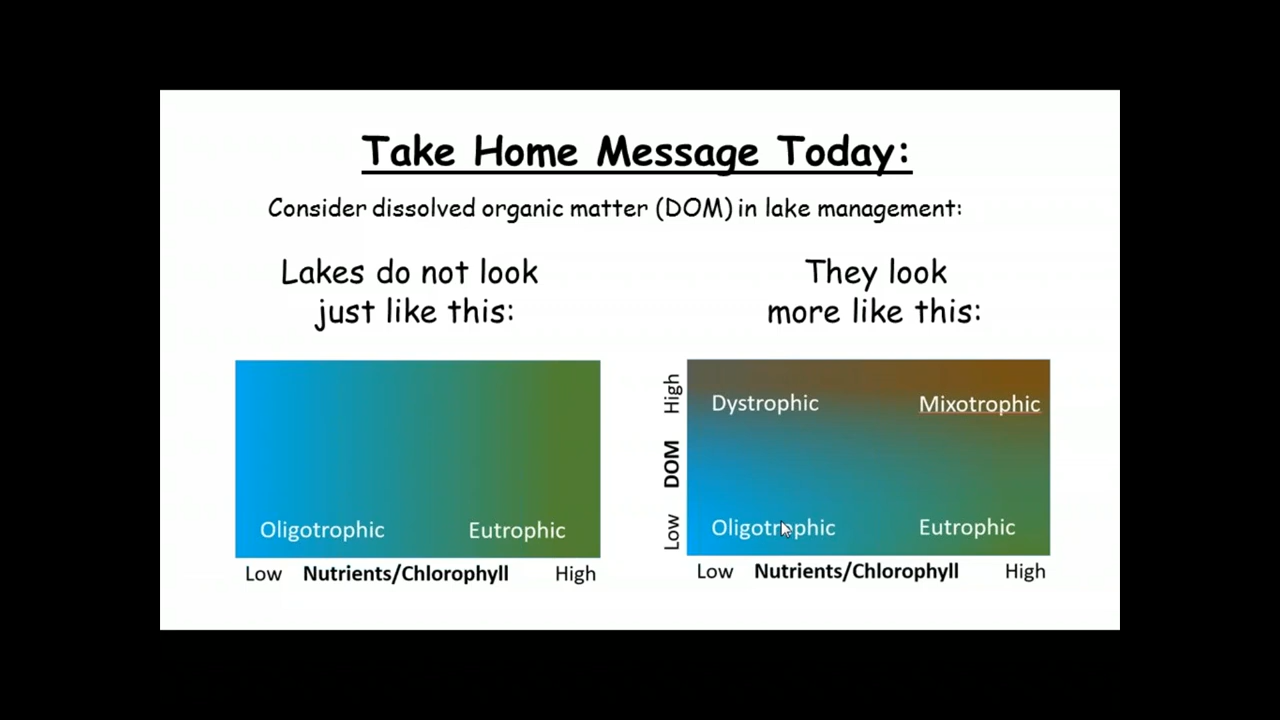 Take Home Message Today:
Consider dissolved organic matter (DOM) in lake management:
Lakes do not look
just like this:
Oligotrophic Eutrophic
Low Nutrients/Chlorophyll High
They look
more like this:
High
DOM
Low
Dystrophic Mixotrophic
Oligotrophic Eutrophic
Low Nutrients/Chlorophyll High